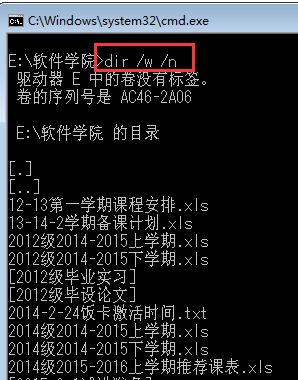 C:\Windows\system32\cmd.exe
E:\软件学院>dir /w /n
驱动器 E 中的卷没有标签。
卷的序列号是 AC46-2A06
E:\软件学院 的目录
[.]
[..]
12-13第一学期课程安排.xls
13-14-2学期备课计划.xls
2012级2014-2015上学期.xls
2012级2014-2015下学期.xls
[2012级毕业实习]
[2012级毕设论文]
2014-2-24饭卡激活时间.txt
2014级2015-2016上学期.xls
2014级2015-2016下学期.xls
2014级2015-2016上学期推荐课表.xls